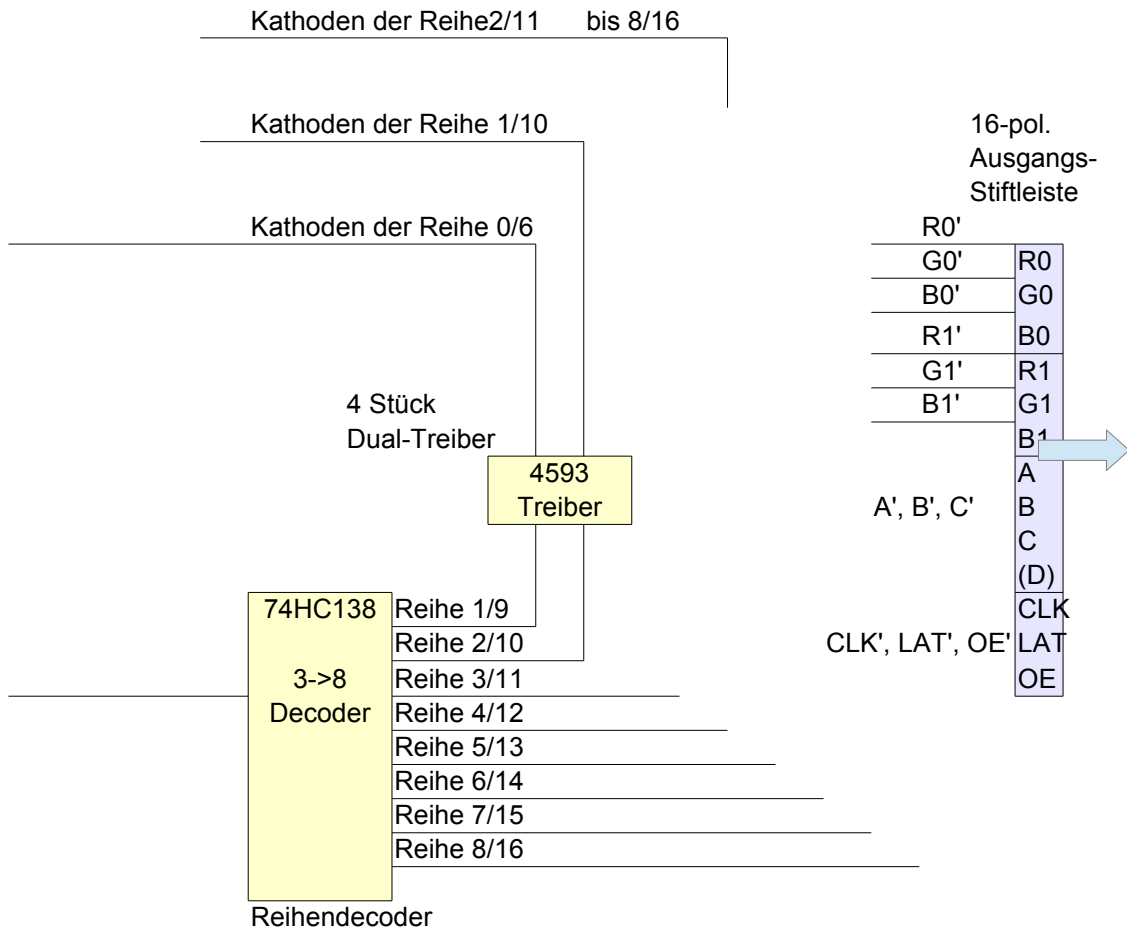 Kathoden der Reihe2/11 bis 8/16
Kathoden der Reihe 1/10
16-pol.
Ausgangs-
Stiftleiste
Kathoden der Reihe 0/6
R0'
G0'
B0'
R1'
G1'
B1'
R0
G0
B0
R1
G1
B1
A
B
C
(D)
CLK
LAT
OE
A', B', C'
CLK', LAT', OE'
4 Stück
Dual-Treiber
4593
Treiber
74HC138
3->8
Decoder
Reihe 1/9
Reihe 2/10
Reihe 3/11
Reihe 4/12
Reihe 5/13
Reihe 6/14
Reihe 7/15
Reihe 8/16
Reihendecoder